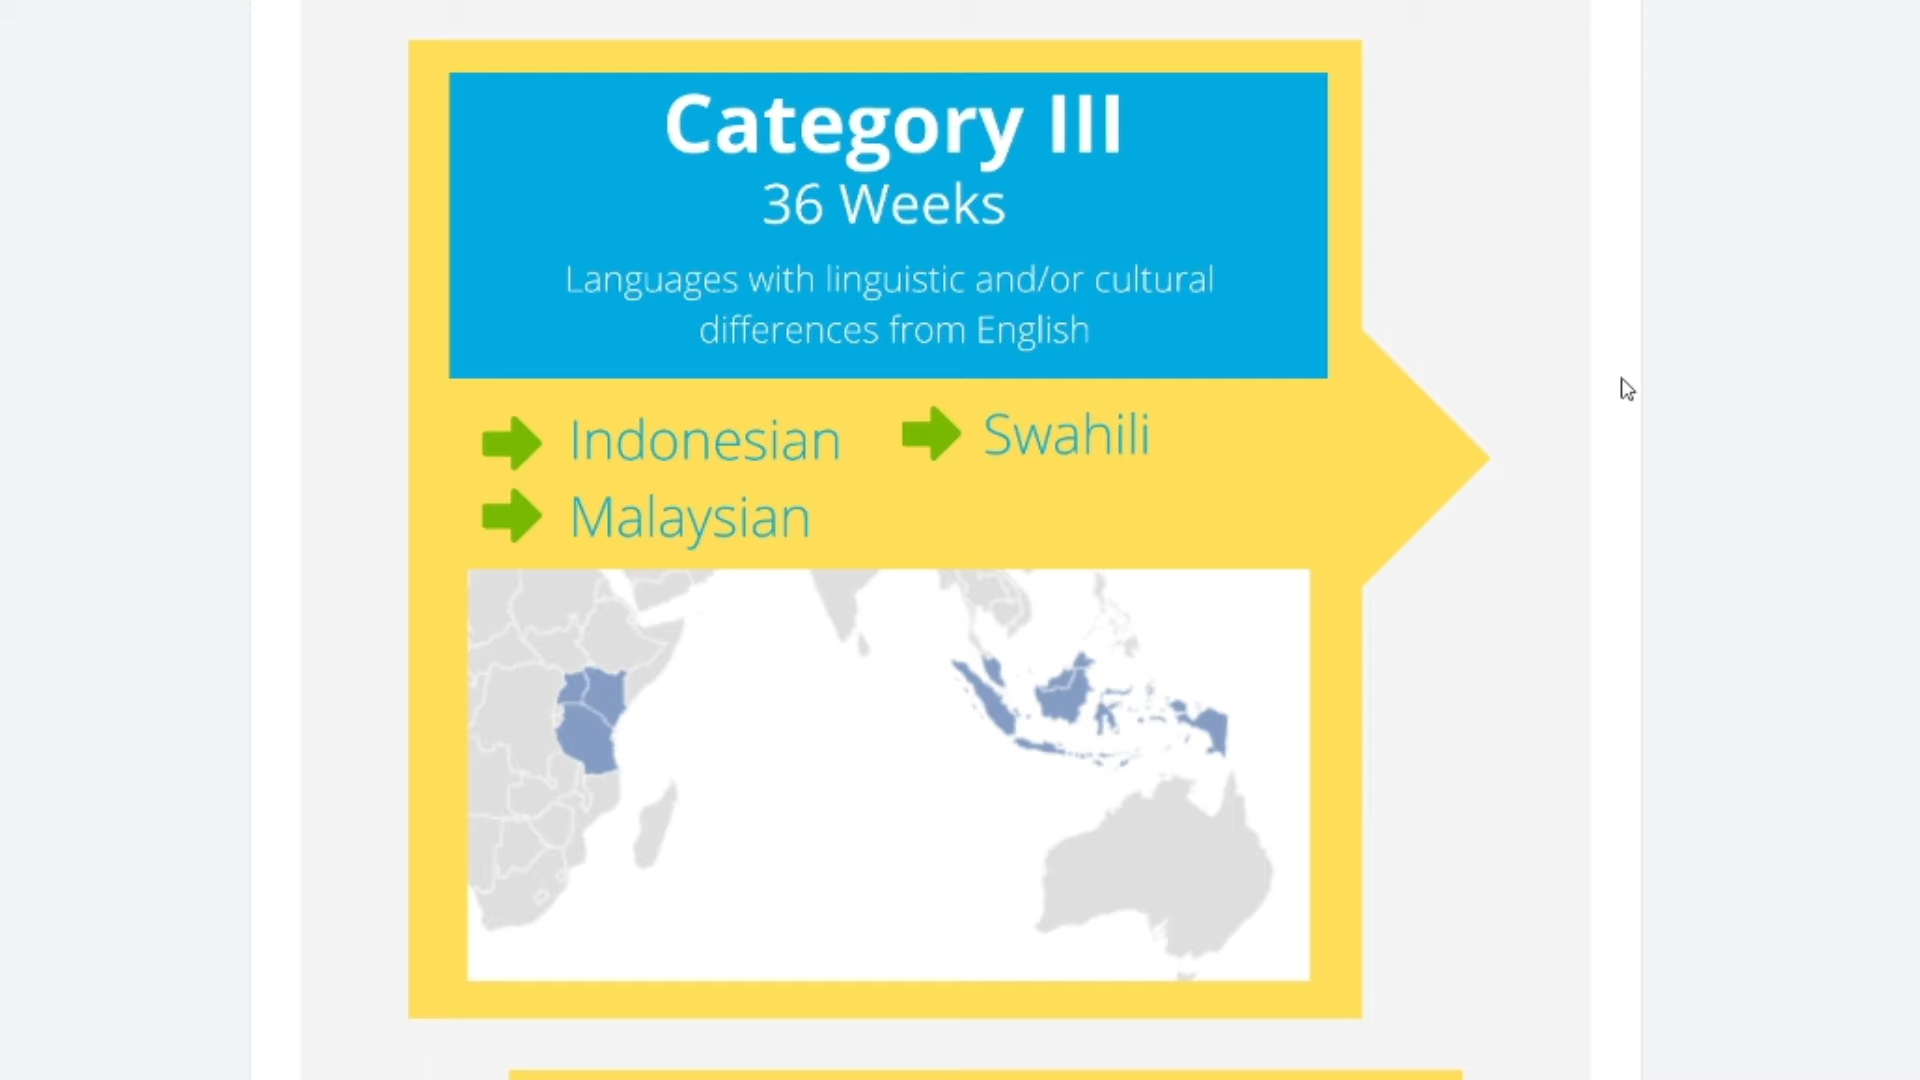 Category III
36 Weeks
Languages with linguistic and/or cultural
differences from English
Indonesian
Swahili
Malaysian